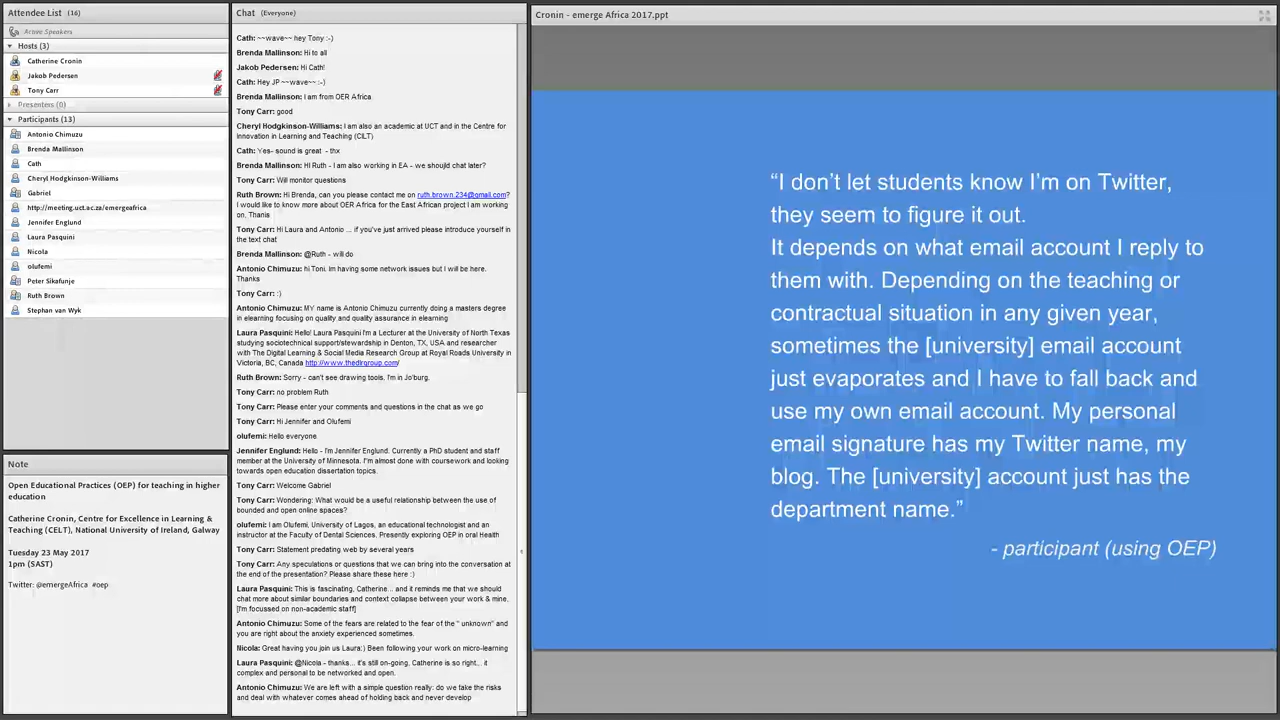 Attendee List (16)
Active Speakers
Hosts (3)
Catherine Cronin
Jakob Pedersen
Tony Carr
Presenters (0)
Participants (13)
Antonio Chimuzu
Brenda Mallinson
Cath
Cheryl Hodgkinson-Williams
Gabriel
http://meeting.uct.ac.za/emergeafrica
Jennifer Englund
Laura Pasquini
Nicola
olufemi
Peter Sikafunje
Ruth Brown
Stephan van Wyk
Note
Open Educational Practices (OEP) for teaching in higher
education
Catherine Cronin, Centre for Excellence in Learning &
Teaching (CELT), National University of Ireland, Galway
Tuesday 23 May 2017
1pm (SAST)
Twitter: @emergeAfrica #oep
Chat (Everyone)
Cath: ~~wave~~ hey Tony :-)
Brenda Mallinson: Hi to all
Jakob Pedersen: Hi Cath!
Cath: Hey JP ~~wave~~ :-)
Brenda Mallinson: I am from OER Africa.
Tony Carr: good
Cheryl Hodgkinson-Williams: I am also an academic at UCT and in the Centre for
Innovation in Learning and Teaching (CILT)
Cath: Yes- sound is great - thx
Brenda Mallinson: HI Ruth - I am also working in EA - we shoujld chat later?
Tony Carr: Will monitor questions
Ruth Brown: Hi Brenda, can you please contact me on ruth.brown.234@gmail.com?
I would like to know more about OER Africa for the East African project I am working
on. Thanis
Tony Carr: Hi Laura and Antonio ... if you've just arrived please introduce yourself in
the text chat
Brenda Mallinson: @Ruth - will do
Antonio Chimuzu: hi Toni. Im having some network issues but I will be here.
Thanks
Tony Carr: :)
Antonio Chimuzu: MY name is Antonio Chimuzu currently doing a masters degree
in elearning focusing on quality and quality assurance in elearning
Laura Pasquini: Hello! Laura Pasquini I'm a Lecturer at the University of North Texas
studying sociotechnical support/stewardship in Denton, TX, USA and researcher
with The Digital Learning & Social Media Research Group at Royal Roads University in
Victoria, BC, Canada http://www.thedlrgroup.com/
Ruth Brown: Sorry - can't see drawing tools. I'm in Jo'burg.
Tony Carr: no problem Ruth
Tony Carr: Please enter your comments and questions in the chat as we go
Tony Carr: Hi Jennifer and Olufemi
olufemi: Hello everyone
Jennifer Englund: Hello - I'm Jennifer Englund. Currently a PhD student and staff
member at the University of Minnesota. I"m almost done with coursework and looking
towards open education dissertation topics.
Tony Carr: Welcome Gabriel
Tony Carr: Wondering: What would be a useful relationship between the use of
bounded and open online spaces?
olufemi: I am Olufemi, University of Lagos, an educational technologist and an
instructor at the Faculty of Dental Sciences. Presently exploring OEP in oral Health
Tony Carr: Statement predating web by several years
Tony Carr: Any speculations or questions that we can bring into the conversation at
the end of the presentation? Please share these here :)
Laura Pasquini: This is fascinating, Catherine... and it reminds me that we should
chat more about similar boundaries and context collapse between your work & mine.
[I'm focussed on non-academic staff]
Antonio Chimuzu: Some of the fears are related to the fear of the " unknown" and
you are right about the anxiety experienced sometimes.
Nicola: Great having you join us Laura:) Been following your work on micro-learning
Laura Pasquini: @Nicola - thanks... it's still on-going, Catherine is so right... it
complex and personal to be networked and open.
Antonio Chimuzu: We are left with a simple question really: do we take the risks
and deal with whatever comes ahead of holding back and never develop
Cronin - emerge Africa 2017.ppt
“I don’t let students know I’m on Twitter,
they seem to figure it out.
It depends on what email account I reply to
them with. Depending on the teaching or
contractual situation in any given year,
sometimes the [university] email account
just evaporates and I have to fall back and
use my own email account. My personal
email signature has my Twitter name, my
blog. The [university] account just has the
department name.”
- participant (using OEP)